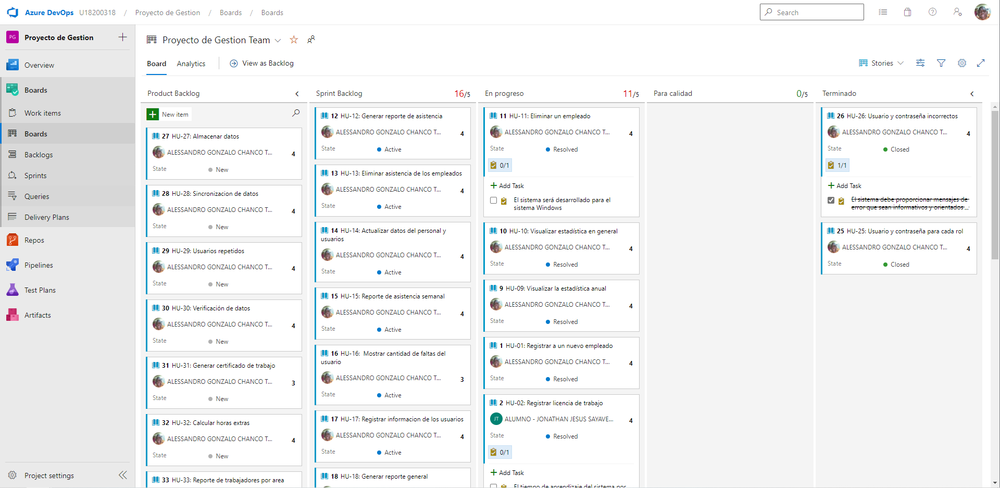 Azure DevOps U18200318 / Proyecto de Gestion / Boards / Boards
Search
PG Proyecto de Gestion
Overview
Boards
Work items
Boards
Backlogs
Sprints
Queries
Delivery Plans
Repos
Pipelines
Test Plans
Artifacts
Project settings
Proyecto de Gestion Team
Board Analytics View as Backlog
Stories
Product Backlog
New item
27 HU-27: Almacenar datos
ALESSANDRO GONZALO CHANCO T... 4
State New
28 HU-28: Sincronizacion de datos
ALESSANDRO GONZALO CHANCO T... 4
State New
29 HU-29: Usuarios repetidos
ALESSANDRO GONZALO CHANCO T... 4
State New
30 HU-30: Verificación de datos
ALESSANDRO GONZALO CHANCO T... 4
State New
31 HU-31: Generar certificado de trabajo
ALESSANDRO GONZALO CHANCO T... 3
State New
32 HU-32: Calcular horas extras
ALESSANDRO GONZALO CHANCO T... 4
State New
33 HU-33: Reporte de trabajadores por area
Sprint Backlog 16/5
12 HU-12: Generar reporte de asistencia
ALESSANDRO GONZALO CHANCO T... 4
State Active
13 HU-13: Eliminar asistencia de los empleados
ALESSANDRO GONZALO CHANCO T... 4
State Active
14 HU-14: Actualizar datos del personal y
usuarios
ALESSANDRO GONZALO CHANCO T... 4
State Active
15 HU-15: Reporte de asistencia semanal
ALESSANDRO GONZALO CHANCO T... 4
State Active
16 HU-16: Mostrar cantidad de faltas del
usuario
ALESSANDRO GONZALO CHANCO T... 3
State Active
17 HU-17: Registrar informacion de los usuarios
ALESSANDRO GONZALO CHANCO T... 4
State Active
18 HU-18: Generar reporte general
En progreso 11/5
11 HU-11: Eliminar un empleado
ALESSANDRO GONZALO CHANCO T... 4
State Resolved
0/1
Add Task
El sistema será desarrollado para el
sistema Windows
10 HU-10: Visualizar estadística en general
ALESSANDRO GONZALO CHANCO T... 4
State Resolved
9 HU-09: Visualizar la estadística anual
ALESSANDRO GONZALO CHANCO T... 4
State Resolved
1 HU-01: Registrar a un nuevo empleado
ALESSANDRO GONZALO CHANCO T... 4
State Resolved
2 HU-02: Registrar licencia de trabajo
JT ALUMNO - JONATHAN JESUS SAYAVE... 4
State Resolved
0/1
Add Task
El tiempo de aprendizaje del sistema por
Para calidad 0/5
Terminado
26 HU-26: Usuario y contraseña incorrectos
ALESSANDRO GONZALO CHANCO T... 4
State Closed
1/1
Add Task
El sistema debe proporcionar mensajes de
error que sean informativos y orientados ...
25 HU-25: Usuario y contraseña para cada rol
ALESSANDRO GONZALO CHANCO T... 4
State Closed